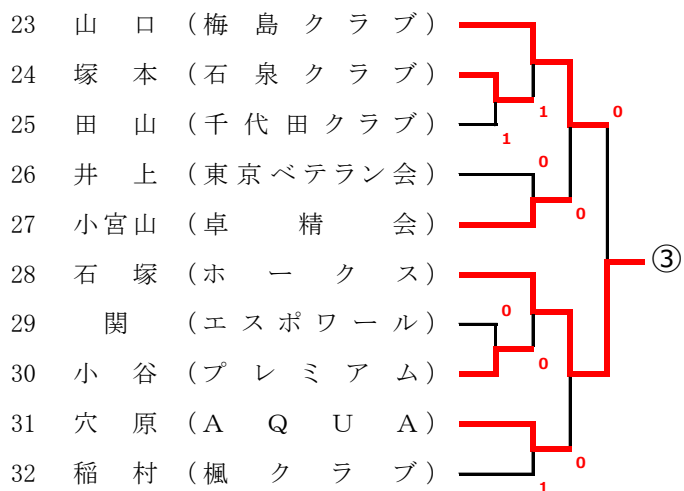 23 山口 (梅島クラブ)
24 塚本 (石泉クラブ)
25 田山 (千代田クラブ)
26 井上 (東京ベテラン会)
27 小宮山 (卓精会)
28 石塚 (ホークス)
29 関 (エスポワール)
30 小谷 (プレミアム)
31 穴原 (AQUA)
32 稲村 (楓クラブ)
1 0
1
0
0
③
0
0
0
1